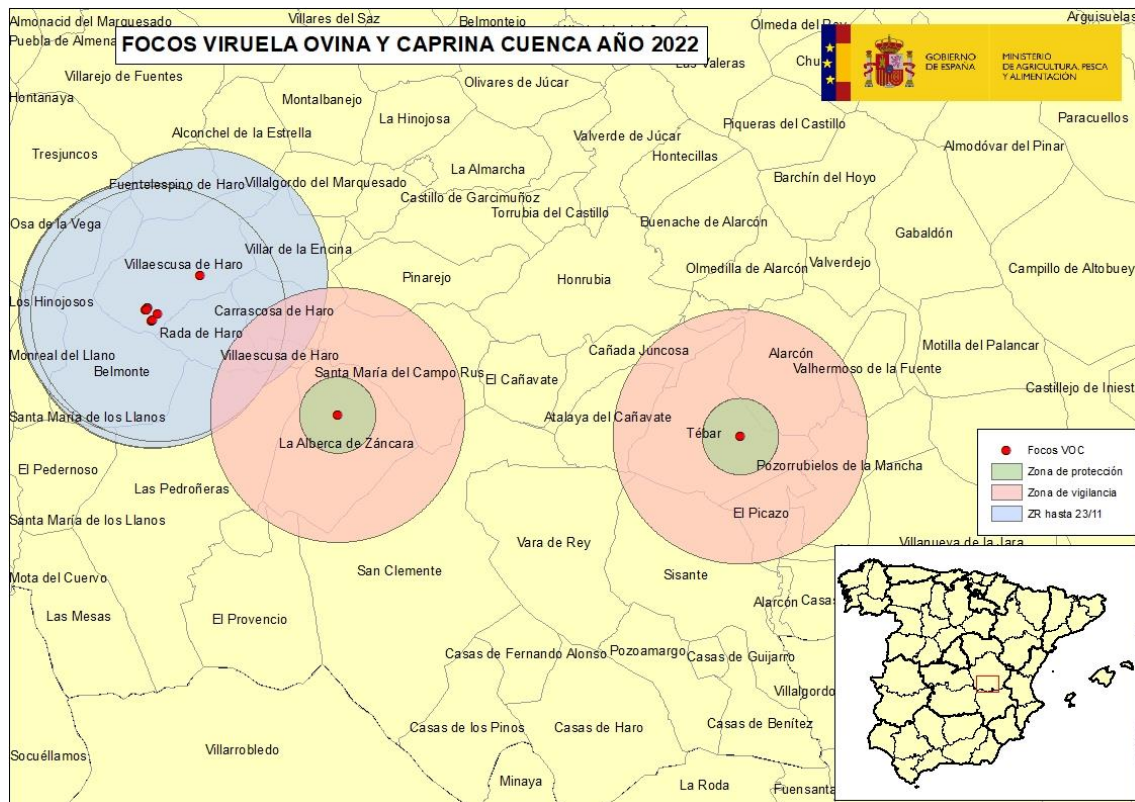 Almonacid del Marquesado
Villares del Saz
Belmontejo
Olmeda del Rey
Arguisuelas
Puebla de Almena
FOCOS VIRUELA OVINA Y CAPRINA CUENCA AÑO 2022
GOBIERNO
DE ESPAÑA
MINISTERIO
DE AGRICULTURA, PESCA
Y ALIMENTACIÓN
Las Valeras
Villarejo de Fuentes
Olivares de Júcar
Hontanaya
Montalbanejo
La Hinojosa
Paracuellos
Piqueras del Castillo
Alconchel de la Estrella
Valverde de Júcar
Almodóvar del Pinar
Tresjuncos
Hontecillas
La Almarcha
Barchín del Hoyo
Fuentelespino de Haro
Villalgordo del Marquesado
Castillo de Garcimuñoz
Torrubia del Castillo
Osa de la Vega
Buenache de Alarcón
Gabaldón
Villar de la Encina
Villaescusa de Haro
Pinarejo
Honrubia
Olmedilla de Alarcón
Valverdejo
Campillo de Altobuey
Los Hinojosos
Carrascosa de Haro
Rada de Haro
Monreal del Llano
Villaescusa de Haro
Cañada Juncosa
Alarcón
Motilla del Palancar
Belmonte
Santa María del Campo Rus
El Cañavate
Valhermoso de la Fuente
Castillejo de Iniest
Santa María de los Llanos
Atalaya del Cañavate
Tébar
La Alberca de Záncara
El Pedernoso
Pozorrubielos de la Mancha
Las Pedroñeras
El Picazo
Focos VOC
Zona de protección
Zona de vigilancia
ZR hasta 23/11
Santa María de los Llanos
Vara de Rey
Villanueva de la Jara
Mota del Cuervo
San Clemente
Sisante
Las Mesas
El Provencio
Alarcón
Casas
Casas de Fernando Alonso
Pozoamargo
Casas de Guijarro
Villalgordo
Casas de los Pinos
Casas de Haro
Casas de Benítez
Socuéllamos
Villarrobledo
Minaya
La Roda
Fuensanta